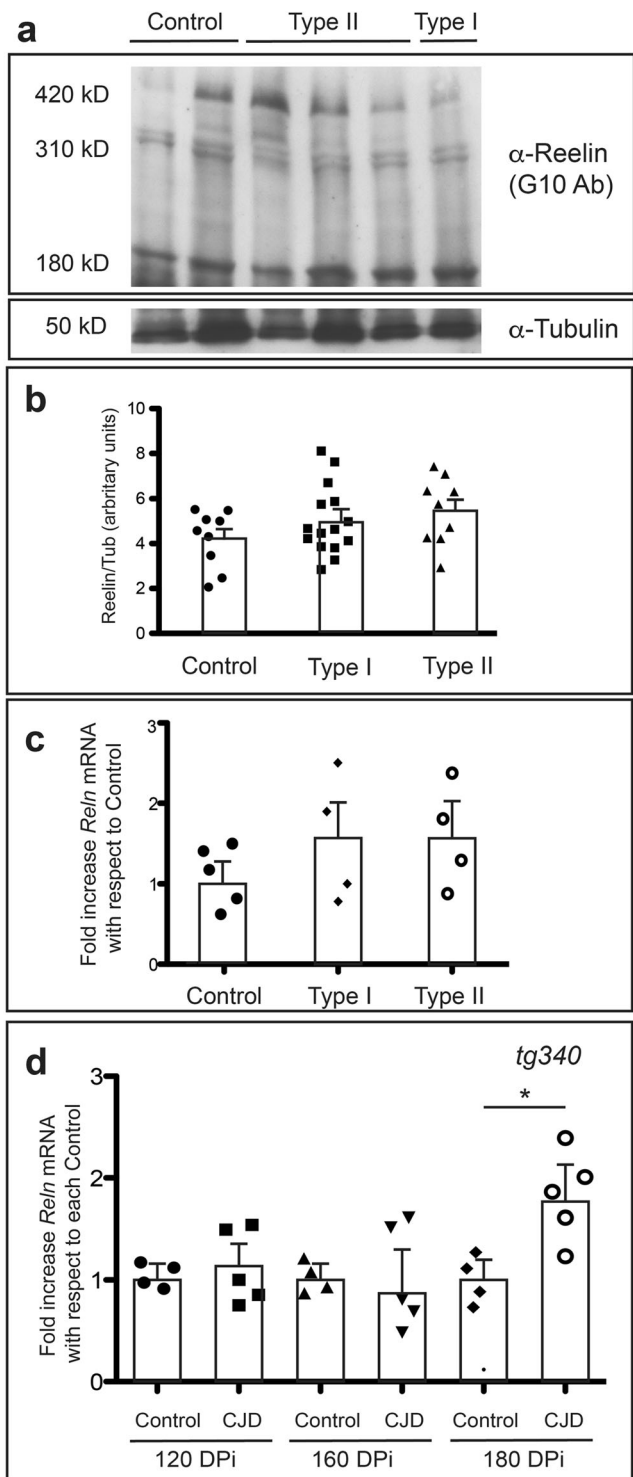 a
Control Type II Type I
420 kD
310 kD
180 kD
α-Reelin
(G10 Ab)
50 kD
α-Tubulin
b
Reelin/Tub (arbritary units)
10
8
6
4
2
0
Control Type I Type II
c
Fold increase Reln mRNA
with respect to Control
3
2
1
0
Control Type I Type II
d
tg340
*
Fold increase Reln mRNA
with respect to each Control
3
2
1
0
Control CJD Control CJD Control CJD
120 DPi 160 DPi 180 DPi